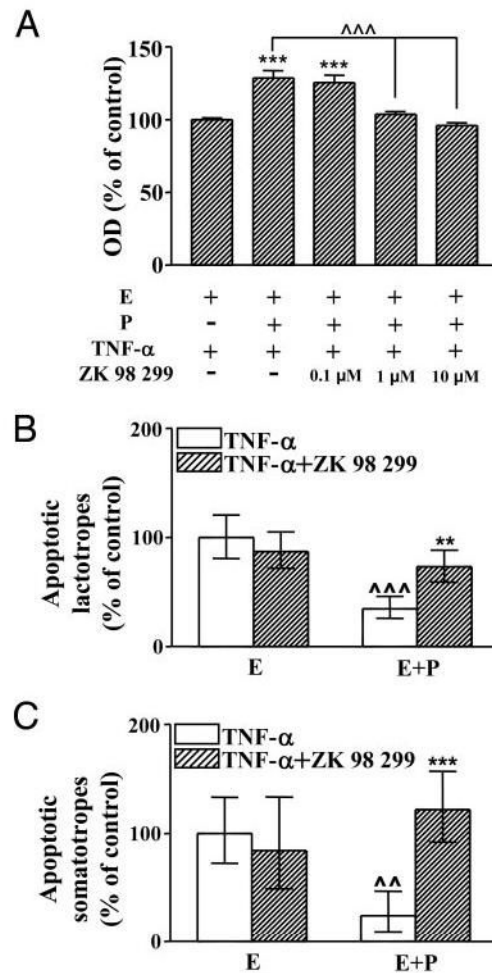 A
^^^
*** ***
150
100
50
0
OD (% of control)
E + + + + +
P - + + + +
TNF-α + + + + +
ZK 98 299 - - 0.1 µM 1 µM 10 µM
B
TNF-α
TNF-α+ZK 98 299
200
100
0
Apoptotic
lactotropes
(% of control)
^^^ **
E E+P
C
TNF-α
TNF-α+ZK 98 299
200
100
0
Apoptotic
somatotropes
(% of control)
^^ ***
E E+P